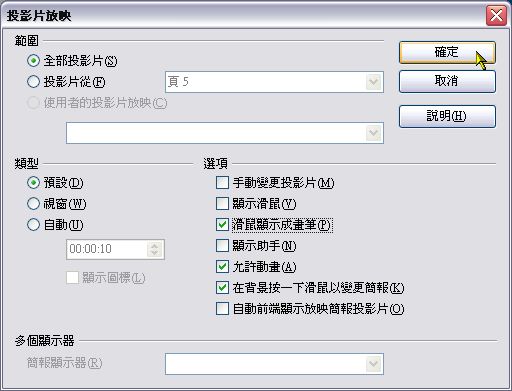 投影片放映
範圍
全部投影片(S)
投影片從(F)
頁 5
使用者的投影片放映(C)
確定
取消
說明(H)
類型
預設(D)
視窗(W)
自動(U)
00:00:10
顯示圖標(L)
選項
手動變更投影片(M)
顯示滑鼠(V)
滑鼠顯示成畫筆(P)
顯示助手(N)
允許動畫(A)
在背景按一下滑鼠以變更簡報(K)
自動前端顯示放映簡報投影片(O)
多個顯示器
簡報顯示器(R)